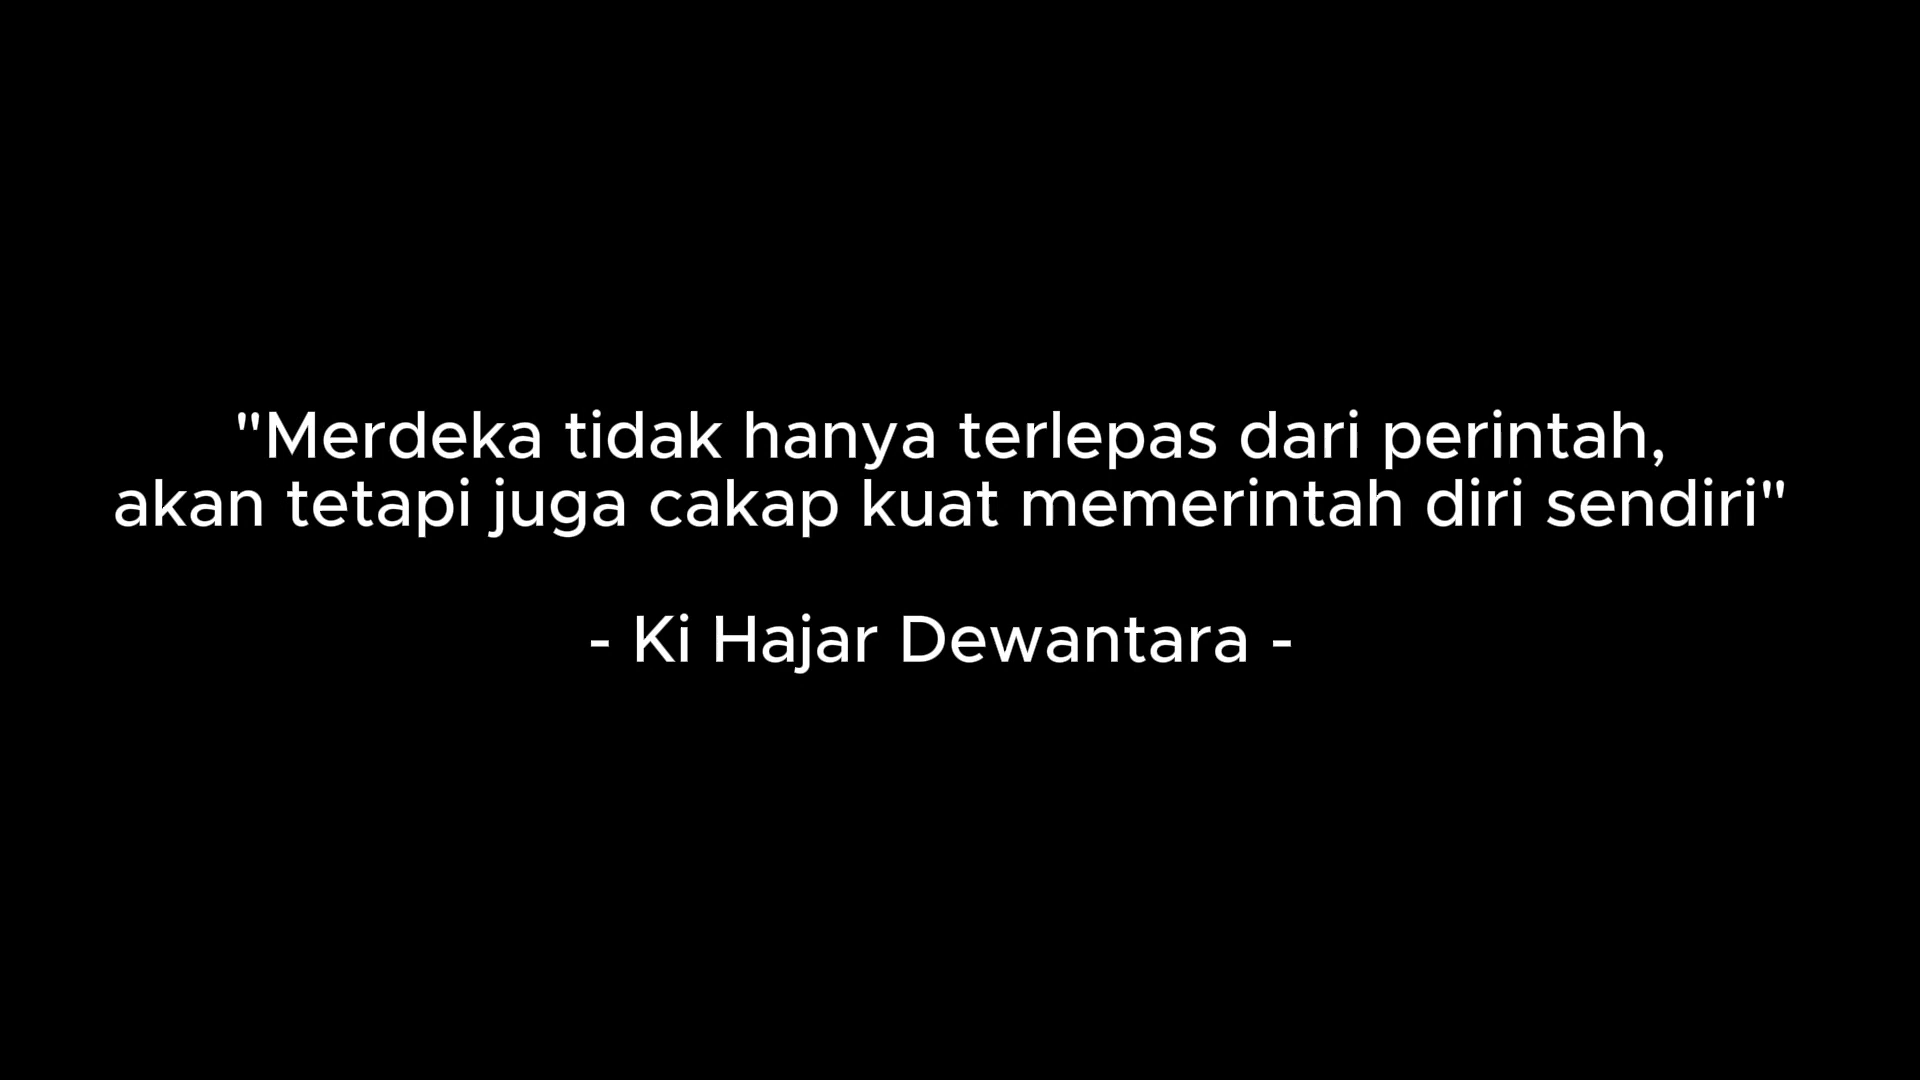 "Merdeka tidak hanya terlepas dari perintah,
akan tetapi juga cakap kuat memerintah diri sendiri"
- Ki Hajar Dewantara -